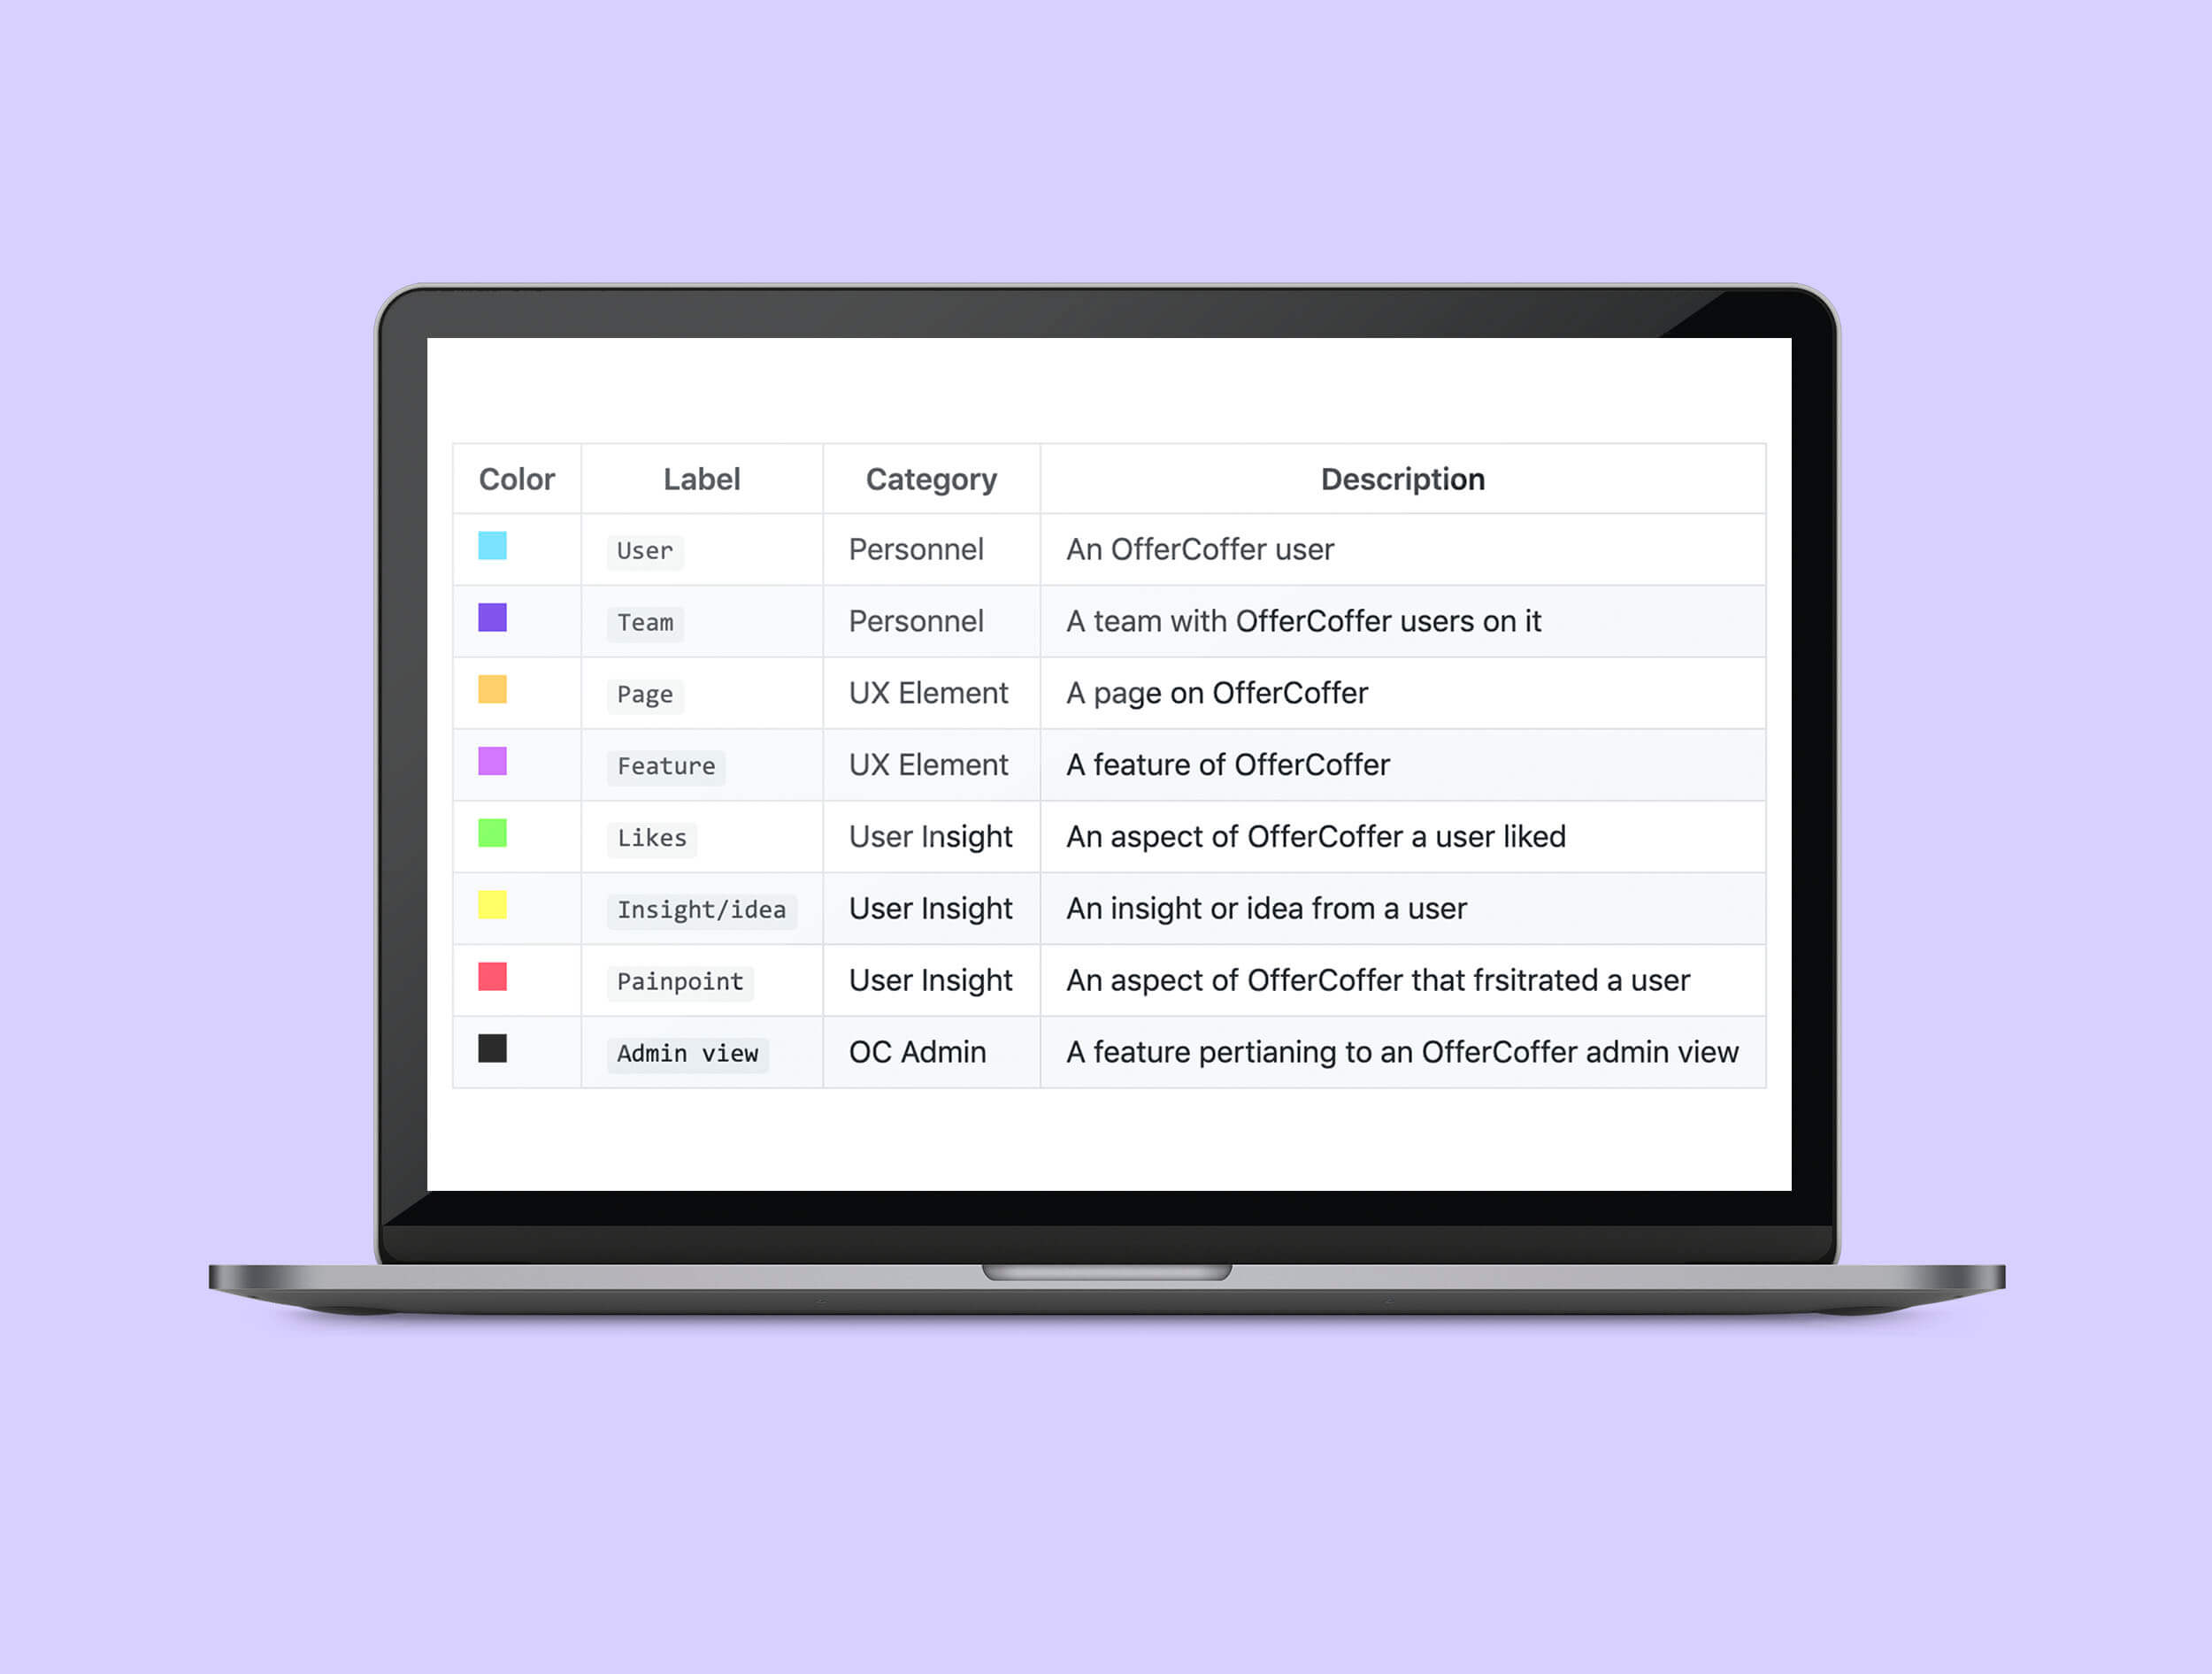 Color Label Category Description
User Personnel An OfferCoffer user
Team Personnel A team with OfferCoffer users on it
Page UX Element A page on OfferCoffer
Feature UX Element A feature of OfferCoffer
Likes User Insight An aspect of OfferCoffer a user liked
Insight/idea User Insight An insight or idea from a user
Painpoint User Insight An aspect of OfferCoffer that frsitrated a user
Admin view OC Admin A feature pertianing to an OfferCoffer admin view